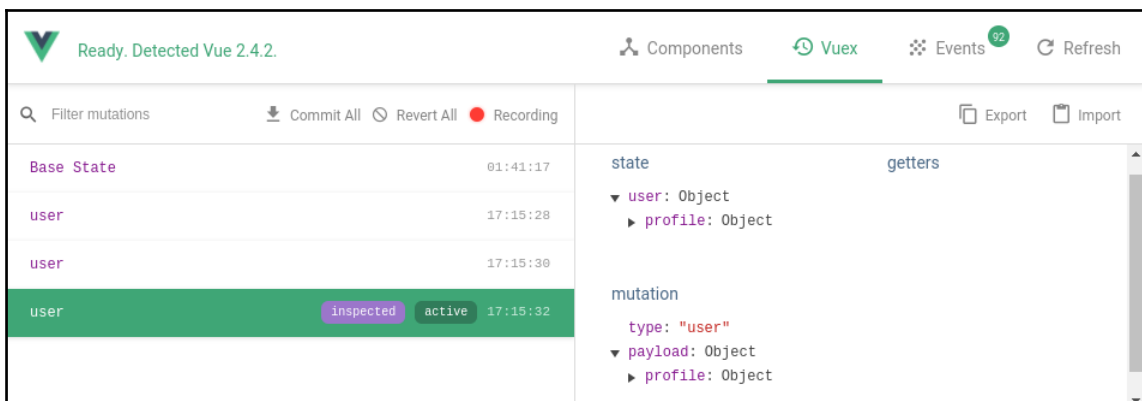 Ready. Detected Vue 2.4.2.
Components
Vuex
Events 92
Refresh
Filter mutations
Commit All
Revert All
Recording
Export
Import
Base State 01:41:17
user 17:15:28
user 17:15:30
user inspected active 17:15:32
state
user: Object
profile: Object
getters
mutation
type: "user"
payload: Object
profile: Object